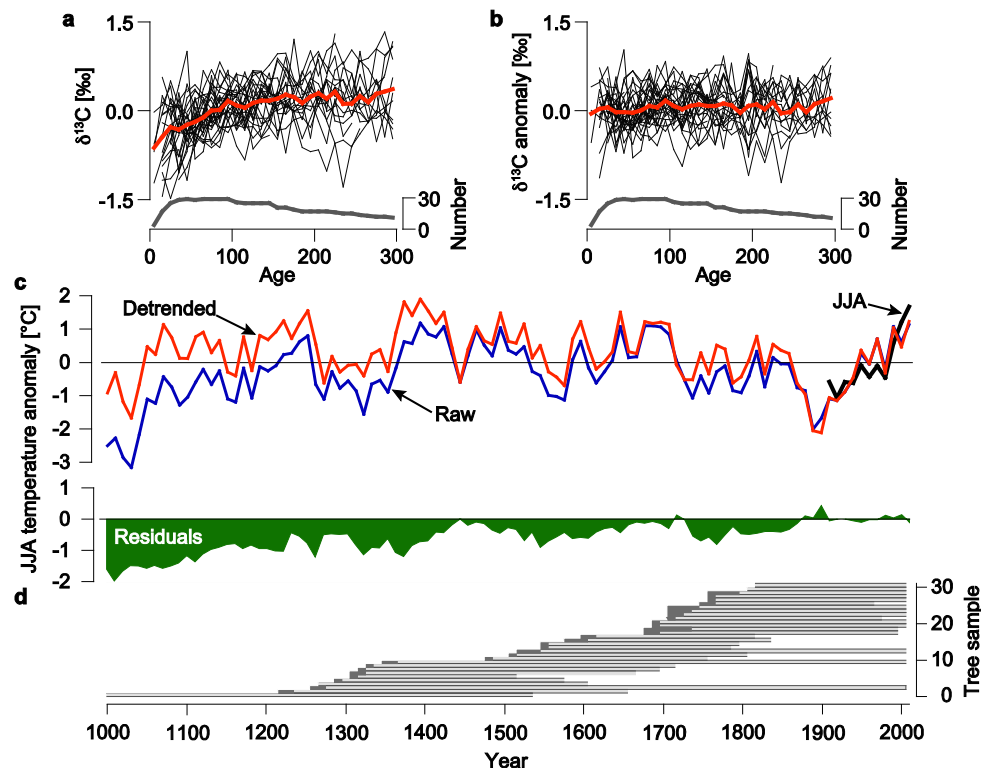 a
1.5
0.0
-1.5
δ¹³C [‰]
30
0
Number
0 100 200 300
Age
b
1.5
0.0
-1.5
δ¹³C anomaly [‰]
30
0
Number
0 100 200 300
Age
c
2
1
0
-1
-2
-3
JJA temperature anomaly [°C]
Detrended
Raw
JJA
1
0
-1
-2
Residuals
d
30
20
10
0
Tree sample
1000 1100 1200 1300 1400 1500 1600 1700 1800 1900 2000
Year